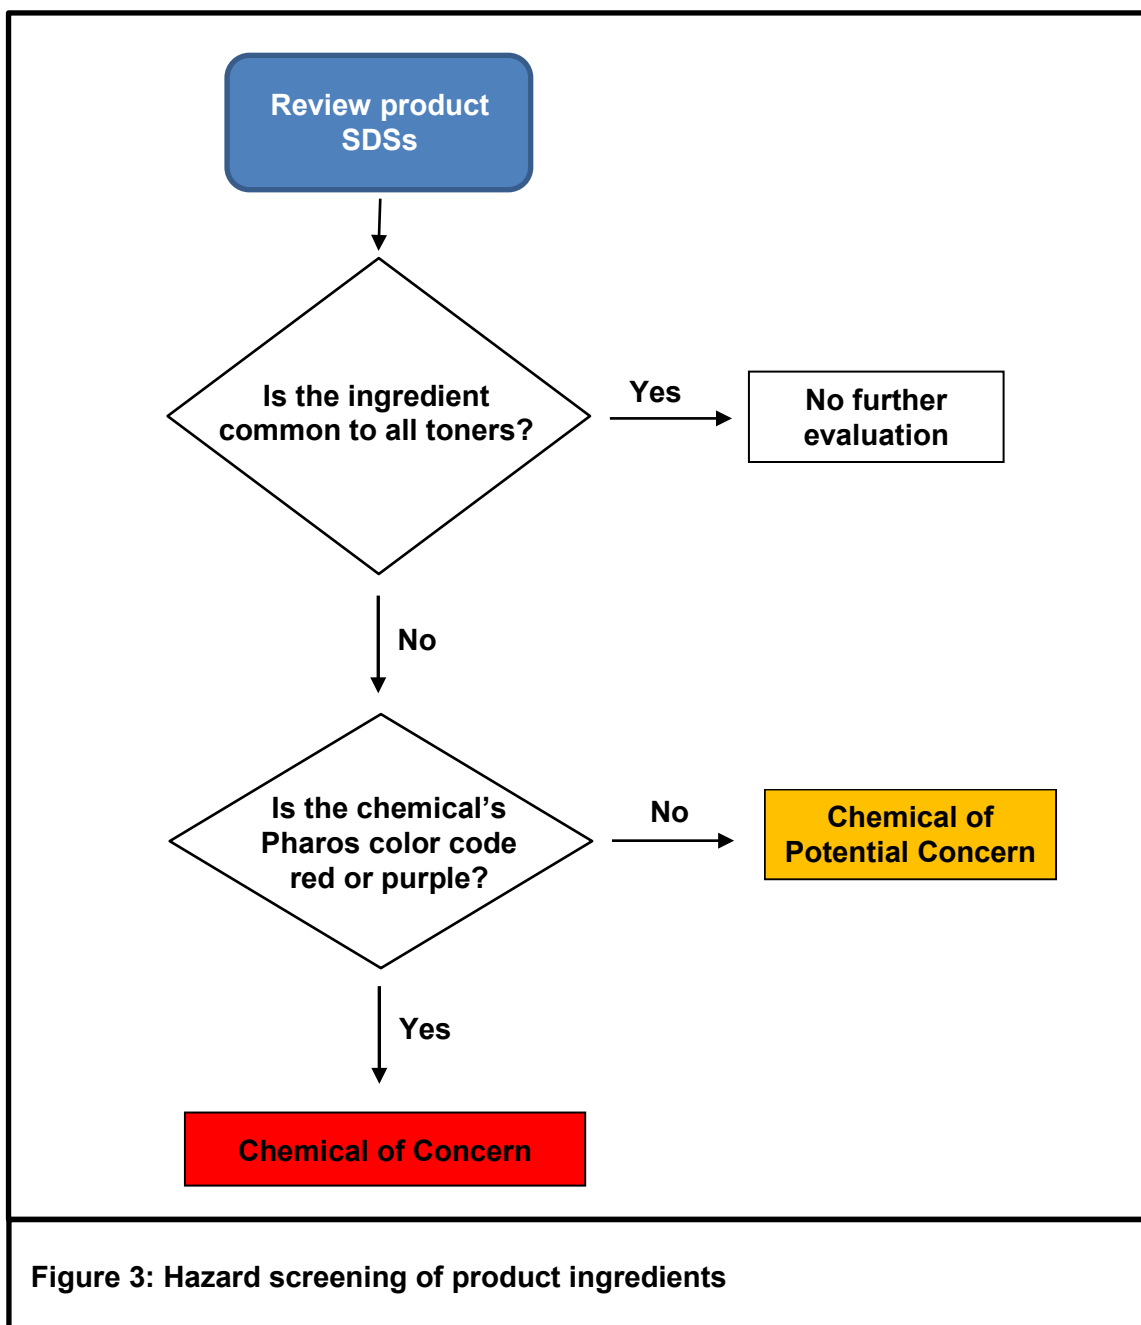 Review product
SDSs
Is the ingredient
common to all toners?
Yes
No further
evaluation
No
Is the chemical’s
Pharos color code
red or purple?
No
Chemical of
Potential Concern
Yes
Chemical of Concern
Figure 3: Hazard screening of product ingredients